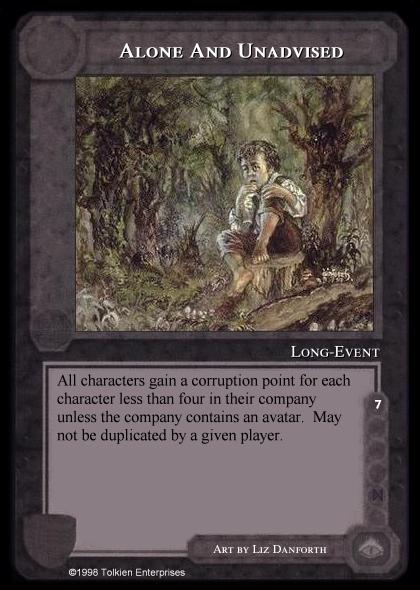 Alone And Unadvised
Long-Event
All characters gain a corruption point for each
character less than four in their company
unless the company contains an avatar. May
not be duplicated by a given player.
7
N
Art by Liz Danforth
©1998 Tolkien Enterprises